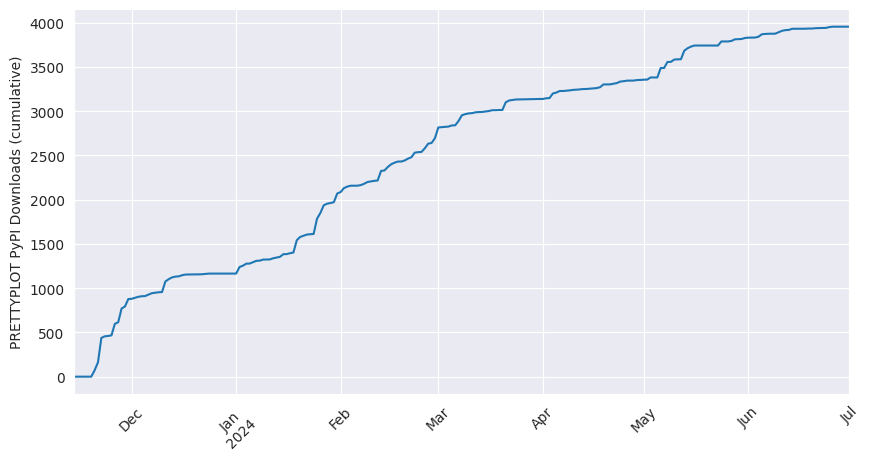 PRETTYPLOT PyPI Downloads (cumulative)
4000
3500
3000
2500
2000
1500
1000
500
0
Dec
Jan
2024
Feb
Mar
Apr
May
Jun
Jul